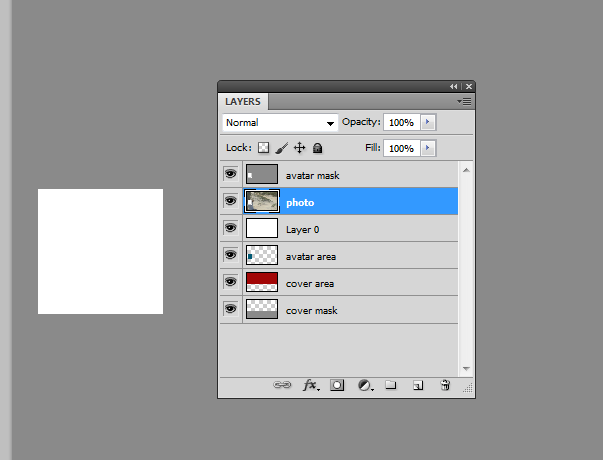 LAYERS
Normal Opacity: 100%
Lock: Fill: 100%
avatar mask
photo
Layer 0
avatar area
cover area
cover mask
fx